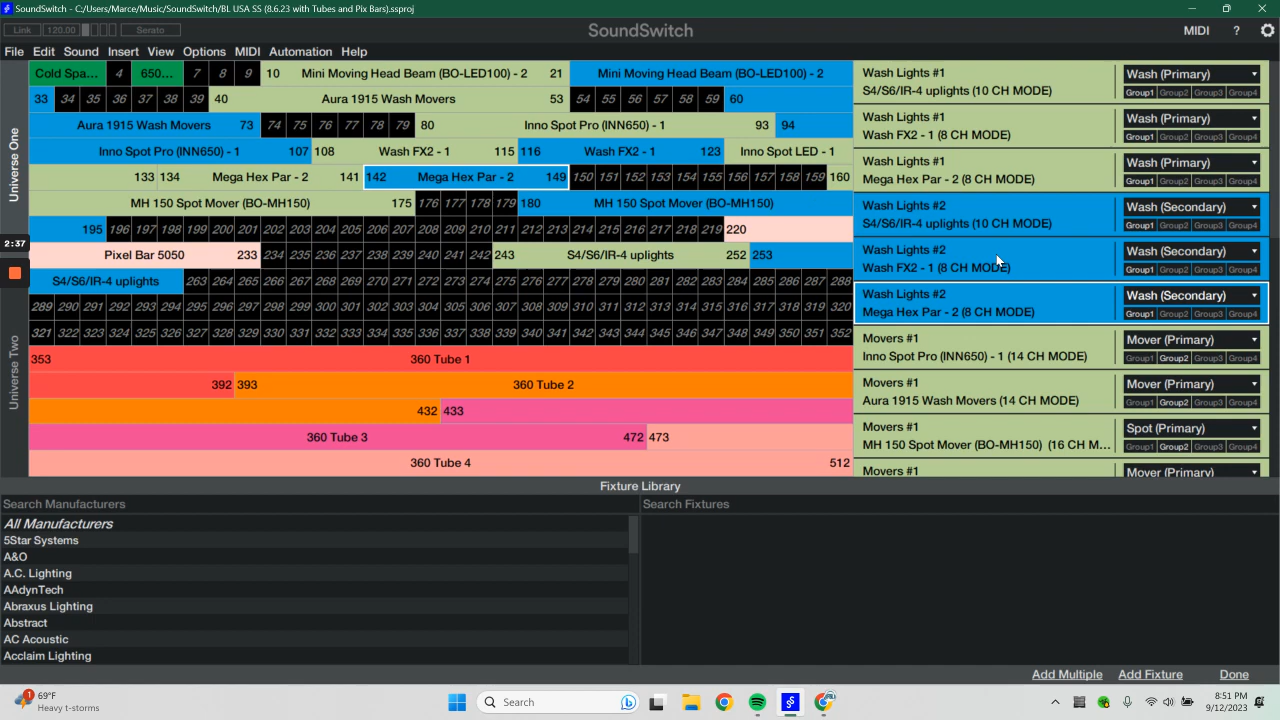 SoundSwitch - C:/Users/Marce/Music/SoundSwitch/BL USA SS (8.6.23 with Tubes and Pix Bars).ssproj
Link 120.00 Serato SoundSwitch MIDI ?
File Edit Sound Insert View Options MIDI Automation Help
Universe One
Universe Two
2:37
Cold Spa... 4 650... 7 8 9 10 Mini Moving Head Beam (BO-LED100) - 2 21 Mini Moving Head Beam (BO-LED100) - 2
33 34 35 36 37 38 39 40 Aura 1915 Wash Movers 53 54 55 56 57 58 59 60
Aura 1915 Wash Movers 73 74 75 76 77 78 79 80 Inno Spot Pro (INN650) - 1 93 94
Inno Spot Pro (INN650) - 1 107 108 Wash FX2 - 1 115 116 Wash FX2 - 1 123 Inno Spot LED - 1
133 134 Mega Hex Par - 2 141 142 Mega Hex Par - 2 149 150 151 152 153 154 155 156 157 158 159 160
MH 150 Spot Mover (BO-MH150) 175 176 177 178 179 180 MH 150 Spot Mover (BO-MH150)
195 196 197 198 199 200 201 202 203 204 205 206 207 208 209 210 211 212 213 214 215 216 217 218 219 220
Pixel Bar 5050 233 234 235 236 237 238 239 240 241 242 243 S4/S6/IR-4 uplights 252 253
S4/S6/IR-4 uplights 263 264 265 266 267 268 269 270 271 272 273 274 275 276 277 278 279 280 281 282 283 284 285 286 287 288
289 290 291 292 293 294 295 296 297 298 299 300 301 302 303 304 305 306 307 308 309 310 311 312 313 314 315 316 317 318 319 320
321 322 323 324 325 326 327 328 329 330 331 332 333 334 335 336 337 338 339 340 341 342 343 344 345 346 347 348 349 350 351 352
353 360 Tube 1
392 393 360 Tube 2
432 433
360 Tube 3 472 473
360 Tube 4 512
Wash Lights #1 Wash (Primary)
S4/S6/IR-4 uplights (10 CH MODE) Group1 Group2 Group3 Group4
Wash Lights #1 Wash (Primary)
Wash FX2 - 1 (8 CH MODE) Group1 Group2 Group3 Group4
Wash Lights #1 Wash (Primary)
Mega Hex Par - 2 (8 CH MODE) Group1 Group2 Group3 Group4
Wash Lights #2 Wash (Secondary)
S4/S6/IR-4 uplights (10 CH MODE) Group1 Group2 Group3 Group4
Wash Lights #2 Wash (Secondary)
Wash FX2 - 1 (8 CH MODE) Group1 Group2 Group3 Group4
Wash Lights #2 Wash (Secondary)
Mega Hex Par - 2 (8 CH MODE) Group1 Group2 Group3 Group4
Movers #1 Mover (Primary)
Inno Spot Pro (INN650) - 1 (14 CH MODE) Group1 Group2 Group3 Group4
Movers #1 Mover (Primary)
Aura 1915 Wash Movers (14 CH MODE) Group1 Group2 Group3 Group4
Movers #1 Spot (Primary)
MH 150 Spot Mover (BO-MH150) (16 CH M... Group1 Group2 Group3 Group4
Movers #1 Mover (Primary)
Fixture Library
Search Manufacturers Search Fixtures
All Manufacturers
5Star Systems
A&O
A.C. Lighting
AAdynTech
Abraxus Lighting
Abstract
AC Acoustic
Acclaim Lighting
Add Multiple Add Fixture Done
69°F
Heavy t-storms
1
Search
8:51 PM
9/12/2023